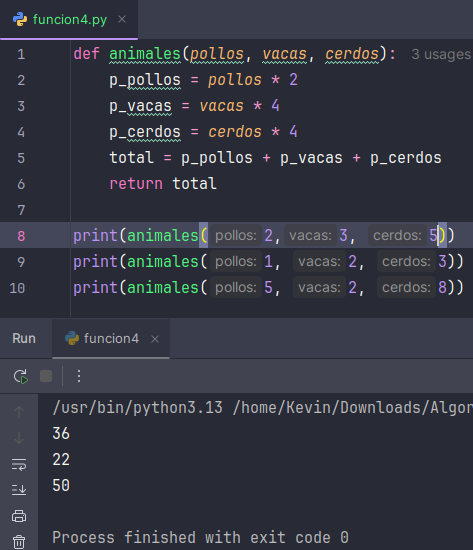 funcion4.py ×
1 def animales(pollos, vacas, cerdos): 3 usages
2 p_pollos = pollos * 2
3 p_vacas = vacas * 4
4 p_cerdos = cerdos * 4
5 total = p_pollos + p_vacas + p_cerdos
6 return total
7
8 print(animales( pollos: 2, vacas: 3, cerdos: 5))
9 print(animales( pollos: 1, vacas: 2, cerdos: 3))
10 print(animales( pollos: 5, vacas: 2, cerdos: 8))
Run funcion4 ×
/usr/bin/python3.13 /home/Kevin/Downloads/Algor
36
22
50
Process finished with exit code 0